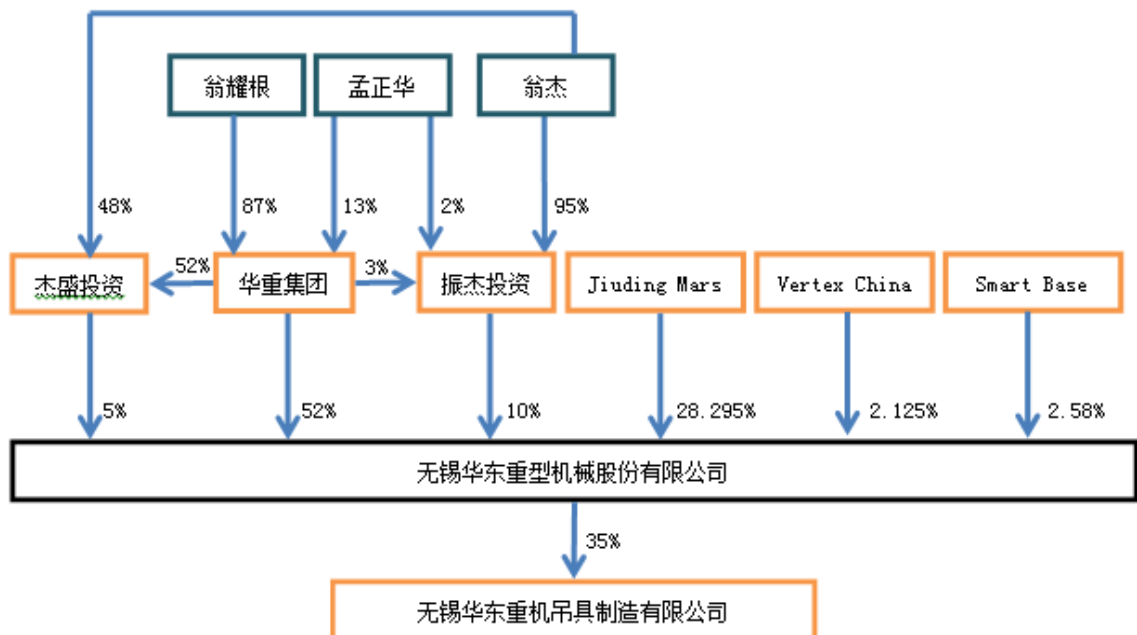 翁耀根
孟正华
翁杰
48%
87%
13%
2%
95%
杰盛投资
52%
华重集团
3%
振杰投资
Jiuding Mars
Vertex China
Smart Base
5%
52%
10%
28.295%
2.125%
2.58%
无锡华东重型机械股份有限公司
35%
无锡华东重机吊具制造有限公司